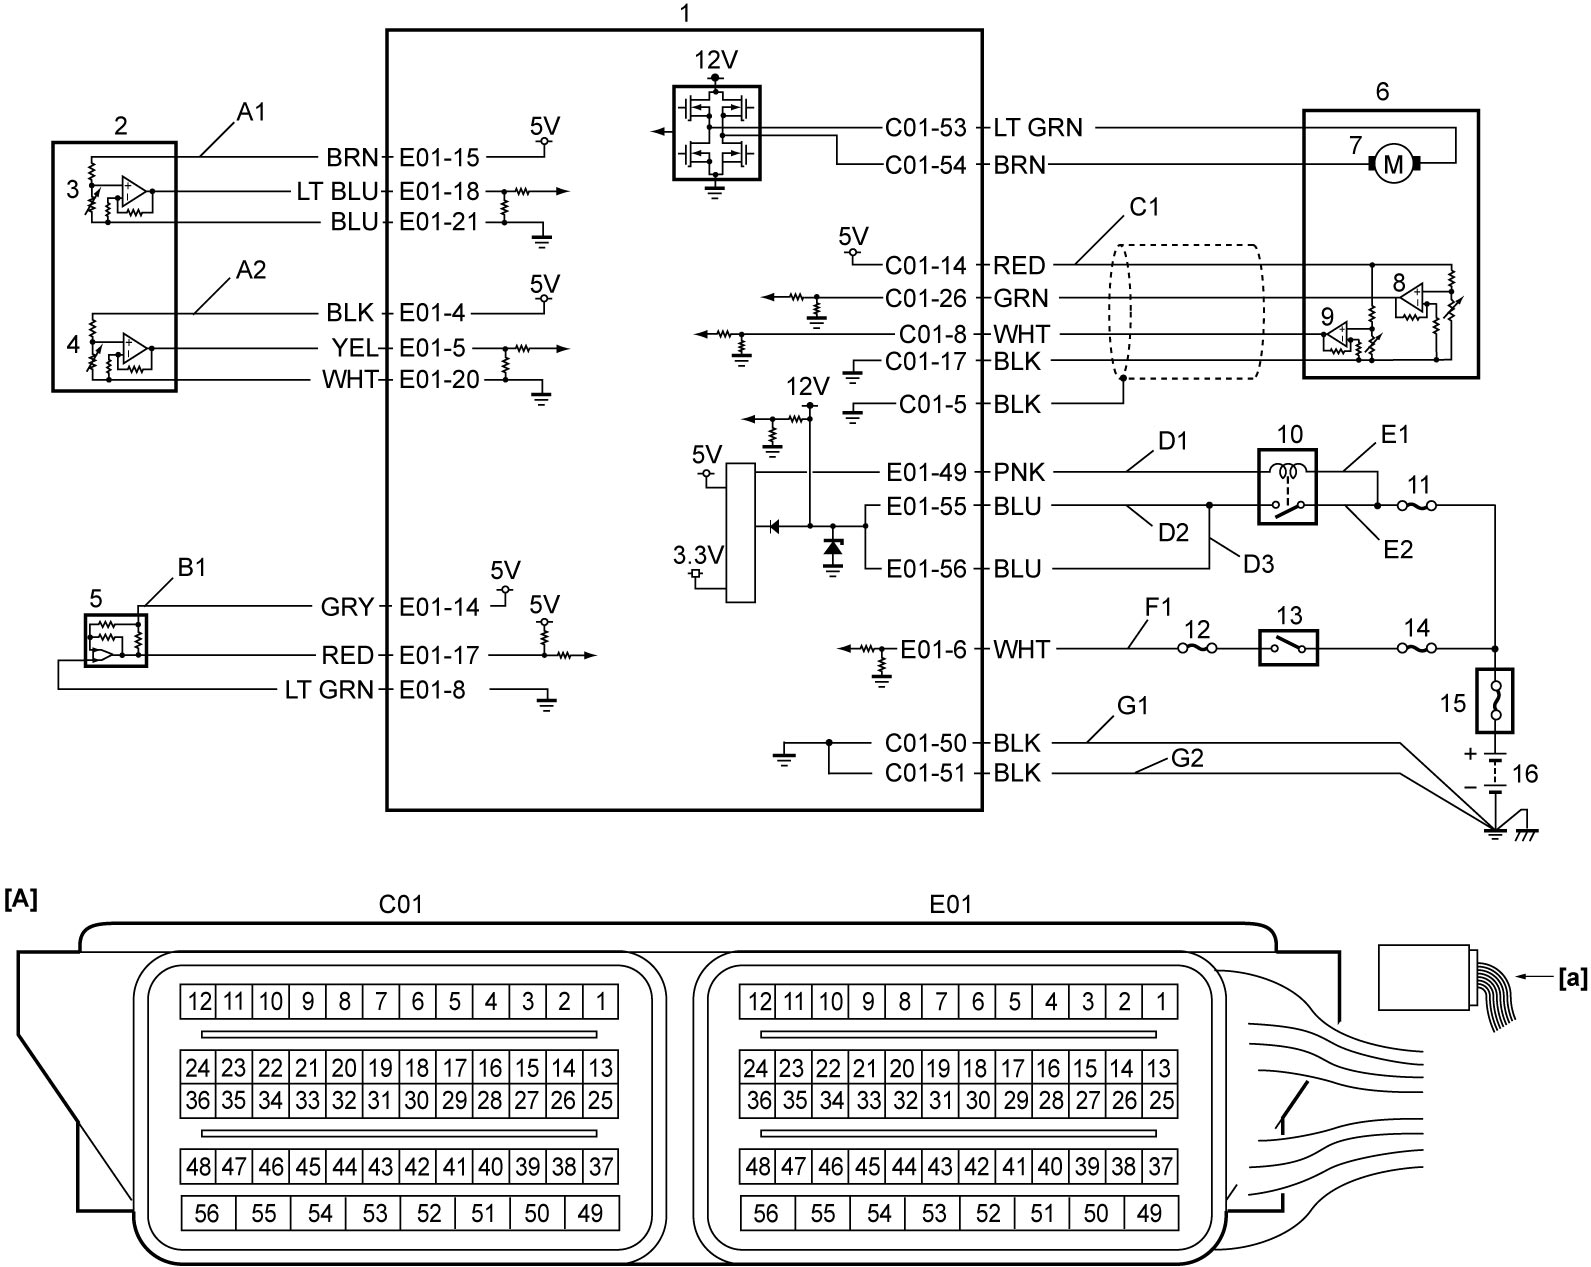 1
12V
6
2
A1
5V
C01-53 LT GRN
7
M
BRN E01-15
C01-54 BRN
3
LT BLU E01-18
+
-
BLU E01-21
C1
5V
C01-14 RED
A2
5V
C01-26 GRN
8
+
-
BLK E01-4
C01-8 WHT
9
+
-
4
YEL E01-5
+
-
C01-17 BLK
WHT E01-20
12V
C01-5 BLK
D1
10
E1
5V
E01-49 PNK
11
E01-55 BLU
D2
E2
3.3V
D3
B1
E01-56 BLU
5
5V
GRY E01-14
5V
F1
12
13
14
RED E01-17
E01-6 WHT
LT GRN E01-8
15
G1
C01-50 BLK
G2
+
C01-51 BLK
16
-
[A]
C01
E01
[a]
12 11 10 9 8 7 6 5 4 3 2 1
12 11 10 9 8 7 6 5 4 3 2 1
24 23 22 21 20 19 18 17 16 15 14 13
24 23 22 21 20 19 18 17 16 15 14 13
36 35 34 33 32 31 30 29 28 27 26 25
36 35 34 33 32 31 30 29 28 27 26 25
48 47 46 45 44 43 42 41 40 39 38 37
48 47 46 45 44 43 42 41 40 39 38 37
56 55 54 53 52 51 50 49
56 55 54 53 52 51 50 49